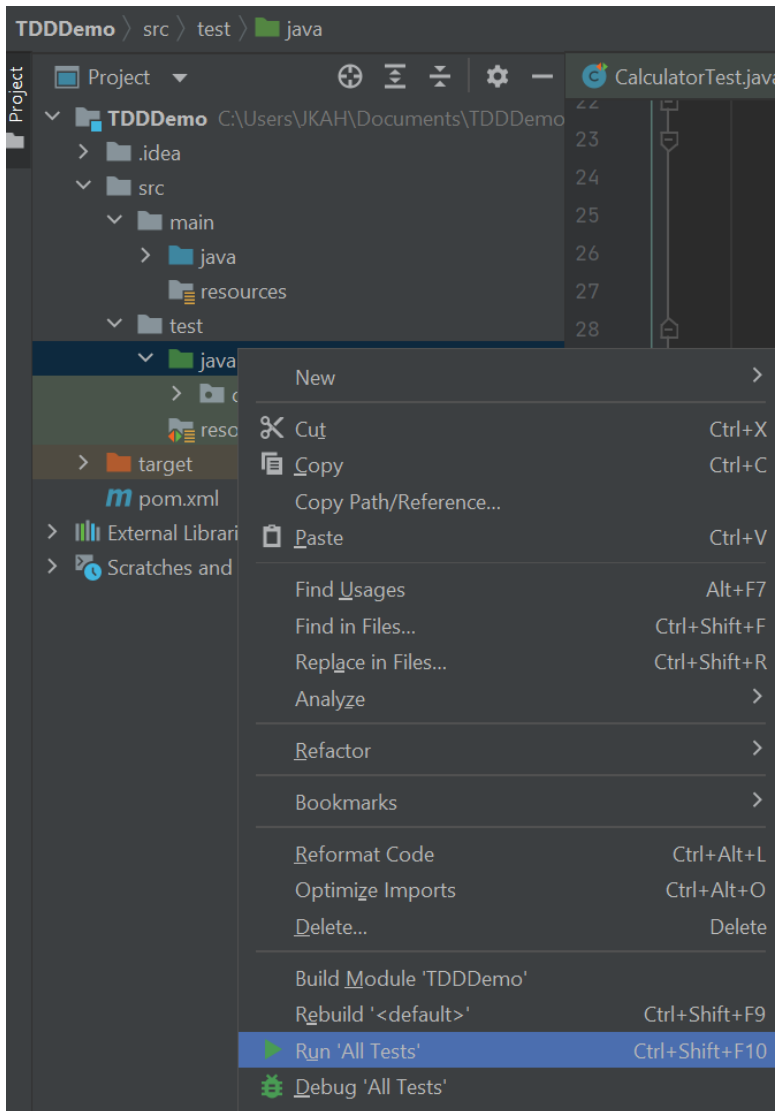 TDDDemo src test java
Project
Project
CalculatorTest.java
TDDDemo C:\Users\JKAH\Documents\TDDDemo
22
.idea
23
src
24
main
25
java
26
resources
27
test
28
java
New
Cut Ctrl+X
reso
Copy Ctrl+C
target
Copy Path/Reference...
pom.xml
Paste Ctrl+V
External Librari
Scratches and
Find Usages Alt+F7
Find in Files... Ctrl+Shift+F
Replace in Files... Ctrl+Shift+R
Analyze
Refactor
Bookmarks
Reformat Code Ctrl+Alt+L
Optimize Imports Ctrl+Alt+O
Delete... Delete
Build Module 'TDDDemo'
Rebuild '<default>' Ctrl+Shift+F9
Run 'All Tests' Ctrl+Shift+F10
Debug 'All Tests'